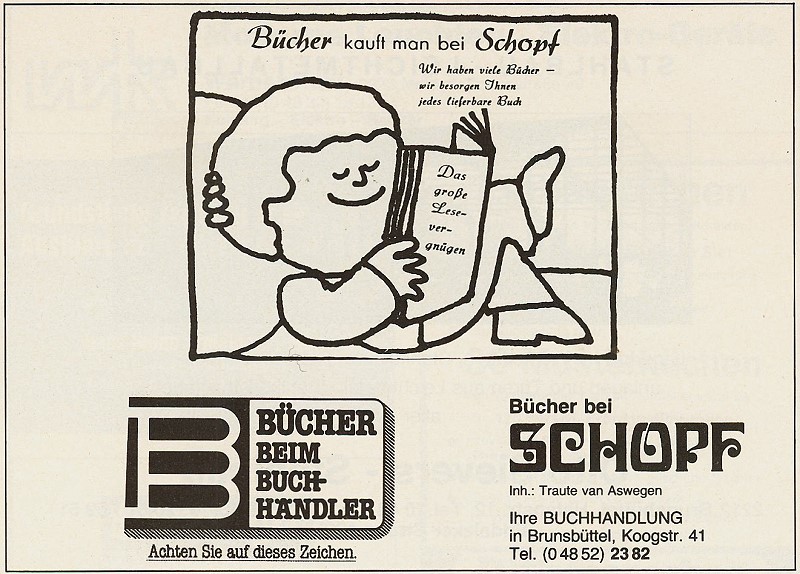 Bücher kauft man bei Schopf
Wir haben viele Bücher –
wir besorgen Ihnen
jedes lieferbare Buch
Das
große
Lese-
ver-
gnügen
BÜCHER
BEIM
BUCH-
HÄNDLER
Achten Sie auf dieses Zeichen.
Bücher bei
SCHOPF
Inh.: Traute van Aswegen
Ihre BUCHHANDLUNG
in Brunsbüttel, Koogstr. 41
Tel. (0 48 52) 23 82